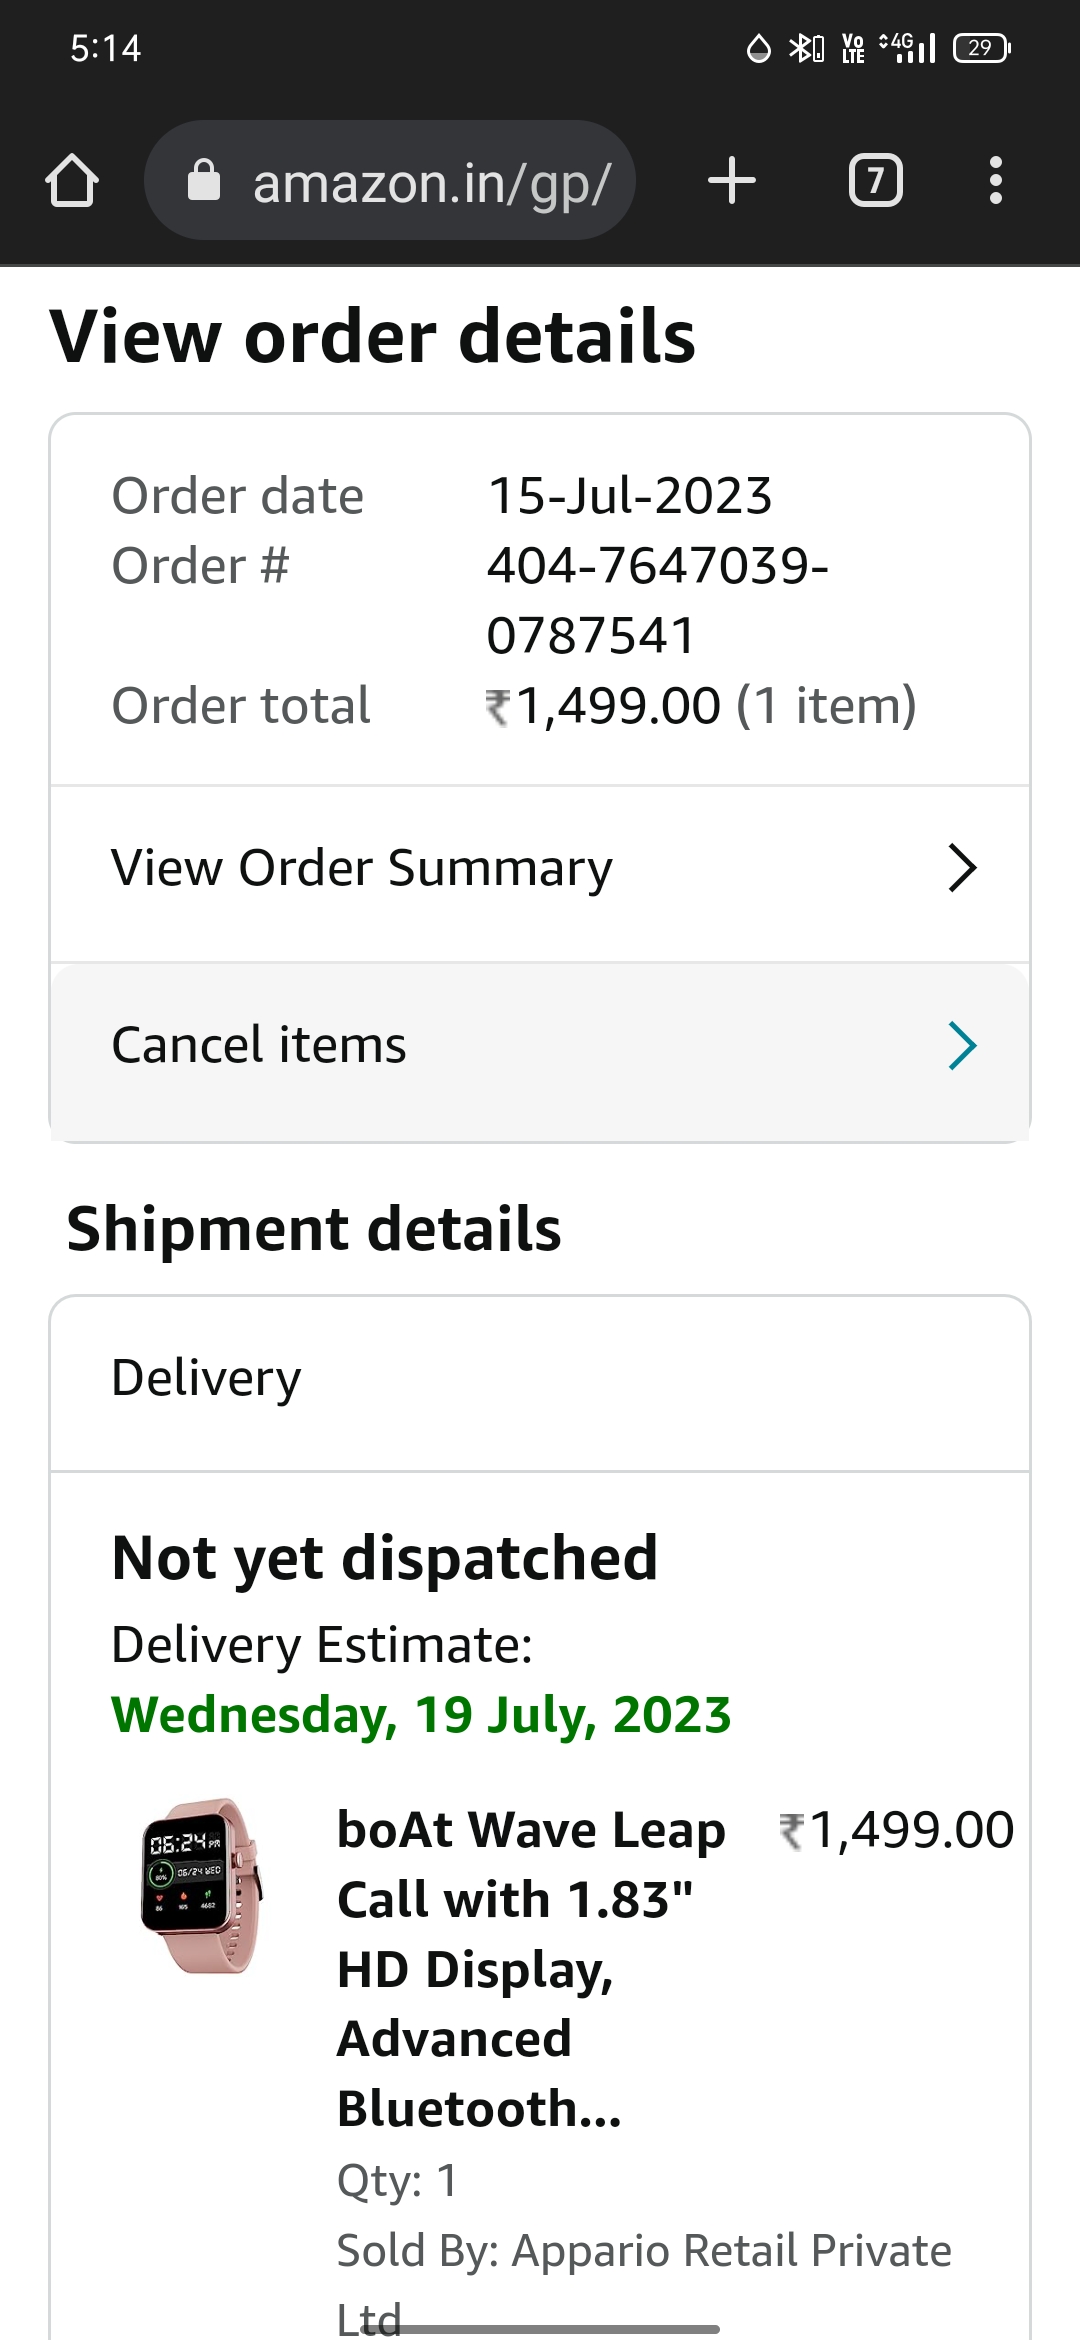 5:14
Vo LTE 4G 29
amazon.in/gp/
7
View order details
Order date 15-Jul-2023
Order # 404-7647039-
0787541
Order total ₹1,499.00 (1 item)
View Order Summary
Cancel items
Shipment details
Delivery
Not yet dispatched
Delivery Estimate:
Wednesday, 19 July, 2023
06:24
80% 06/24 WED
boAt Wave Leap ₹1,499.00
Call with 1.83"
HD Display,
Advanced
Bluetooth...
Qty: 1
Sold By: Appario Retail Private
Ltd